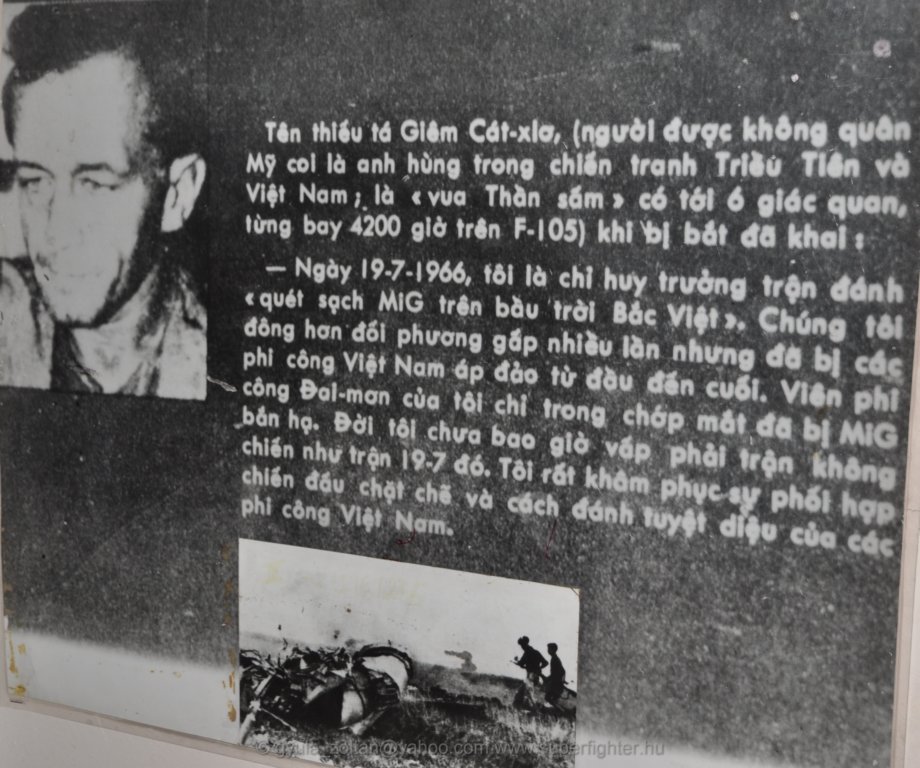 Tên thiếu tá Giêm Cát-xlơ, (người được không quân
Mỹ coi là anh hùng trong chiến tranh Triều Tiên và
Việt Nam; là «vua Thần sấm» có tới 6 giác quan,
từng bay 4200 giờ trên F-105) khi bị bắt đã khai:
— Ngày 19-7-1966, tôi là chỉ huy trưởng trận đánh
«quét sạch MiG trên bầu trời Bắc Việt». Chúng tôi
đông hơn đối phương gấp nhiều lần nhưng đã bị các
phi công Việt Nam áp đảo từ đầu đến cuối. Viên phi
công Đai-mơn của tôi chỉ trong chớp mắt đã bị MiG
bắn hạ. Đời tôi chưa bao giờ vấp phải trận không
chiến như trận 19-7 đó. Tôi rất khâm phục sự phối hợp
chiến đấu chặt chẽ và cách đánh tuyệt diệu của các
phi công Việt Nam.
@yahoo.com www.superfighter.hu